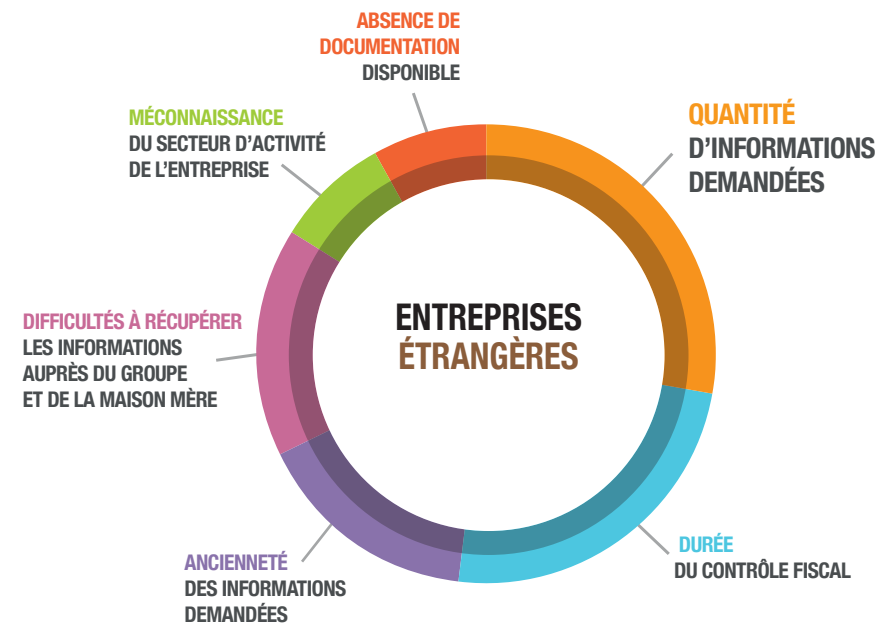 ABSENCE DE
DOCUMENTATION
DISPONIBLE
MÉCONNAISSANCE
DU SECTEUR D'ACTIVITÉ
DE L'ENTREPRISE
QUANTITÉ
D'INFORMATIONS
DEMANDÉES
ENTREPRISES
ÉTRANGÈRES
DIFFICULTÉS À RÉCUPÉRER
LES INFORMATIONS
AUPRÈS DU GROUPE
ET DE LA MAISON MÈRE
DURÉE
DU CONTRÔLE FISCAL
ANCIENNETÉ
DES INFORMATIONS
DEMANDÉES